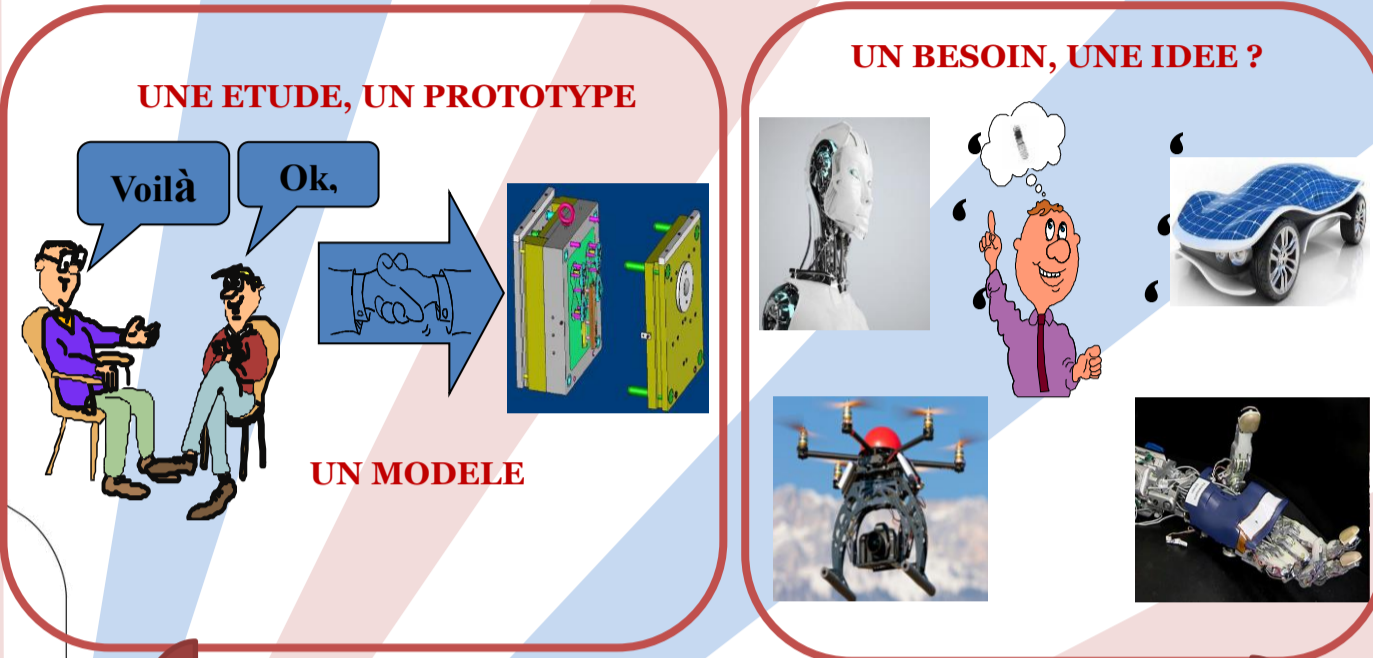 UNE ETUDE, UN PROTOTYPE
Voilà
Ok,
UN MODELE
UN BESOIN, UNE IDEE ?